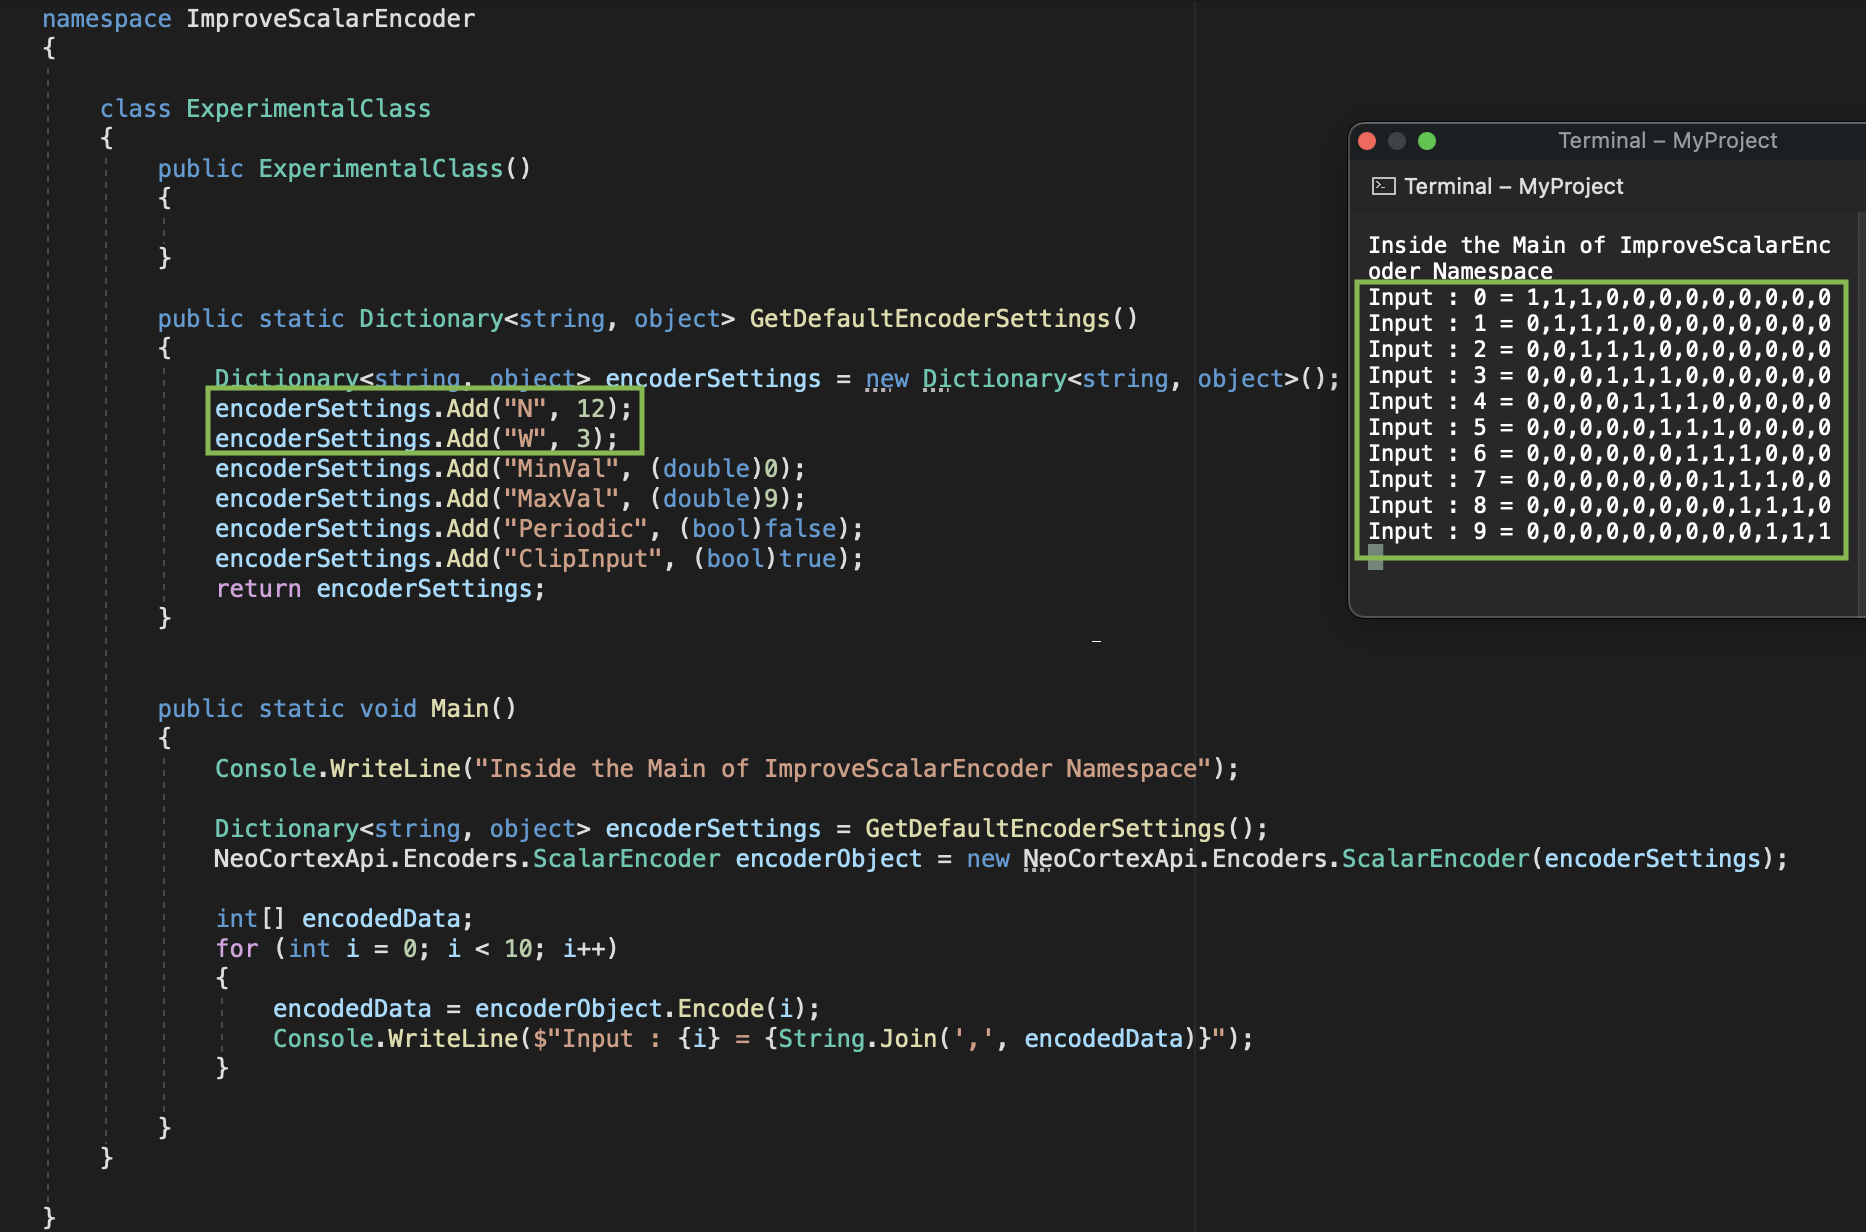 namespace ImproveScalarEncoder
{
class ExperimentalClass
{
public ExperimentalClass()
{
}
public static Dictionary<string, object> GetDefaultEncoderSettings()
{
Dictionary<string, object> encoderSettings = new Dictionary<string, object>();
encoderSettings.Add("N", 12);
encoderSettings.Add("W", 3);
encoderSettings.Add("MinVal", (double)0);
encoderSettings.Add("MaxVal", (double)9);
encoderSettings.Add("Periodic", (bool)false);
encoderSettings.Add("ClipInput", (bool)true);
return encoderSettings;
}
public static void Main()
{
Console.WriteLine("Inside the Main of ImproveScalarEncoder Namespace");
Dictionary<string, object> encoderSettings = GetDefaultEncoderSettings();
NeoCortexApi.Encoders.ScalarEncoder encoderObject = new NeoCortexApi.Encoders.ScalarEncoder(encoderSettings);
int[] encodedData;
for (int i = 0; i < 10; i++)
{
encodedData = encoderObject.Encode(i);
Console.WriteLine($"Input : {i} = {String.Join(',', encodedData)}");
}
}
}
}
Terminal – MyProject
Terminal – MyProject
Inside the Main of ImproveScalarEnc
oder Namespace
Input : 0 = 1,1,1,0,0,0,0,0,0,0,0,0
Input : 1 = 0,1,1,1,0,0,0,0,0,0,0,0
Input : 2 = 0,0,1,1,1,0,0,0,0,0,0,0
Input : 3 = 0,0,0,1,1,1,0,0,0,0,0,0
Input : 4 = 0,0,0,0,1,1,1,0,0,0,0,0
Input : 5 = 0,0,0,0,0,1,1,1,0,0,0,0
Input : 6 = 0,0,0,0,0,0,1,1,1,0,0,0
Input : 7 = 0,0,0,0,0,0,0,1,1,1,0,0
Input : 8 = 0,0,0,0,0,0,0,0,1,1,1,0
Input : 9 = 0,0,0,0,0,0,0,0,0,1,1,1